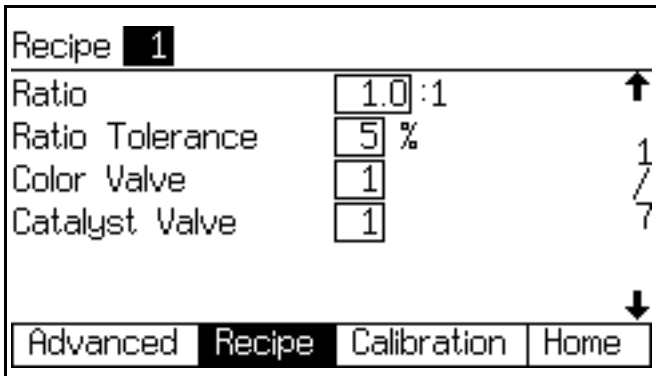 Recipe 1
Ratio 1.0 :1
Ratio Tolerance 5 %
Color Valve 1
Catalyst Valve 1
1
/
7
Advanced Recipe Calibration Home